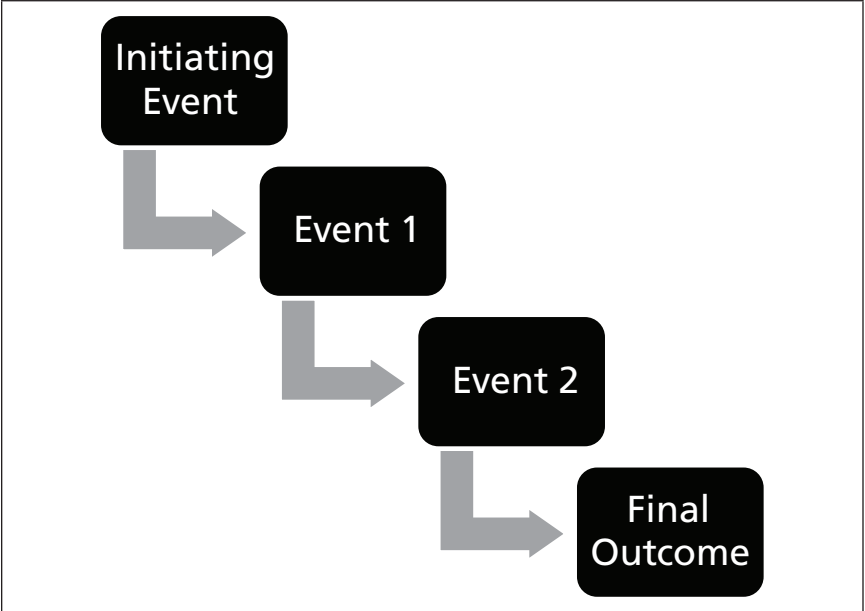 Initiating
Event
Event 1
Event 2
Final
Outcome